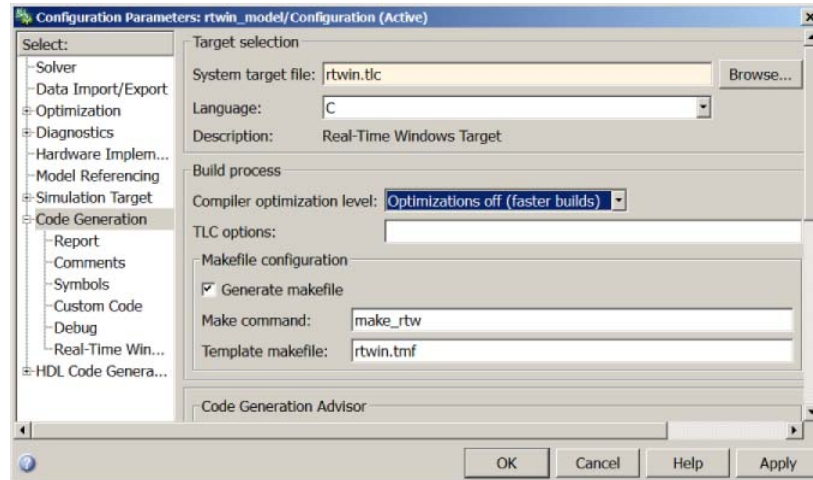 Configuration Parameters: rtwin_model/Configuration (Active)
Select:
Solver
Data Import/Export
Optimization
Diagnostics
Hardware Implem...
Model Referencing
Simulation Target
Code Generation
Report
Comments
Symbols
Custom Code
Debug
Real-Time Win...
HDL Code Genera...
Target selection
System target file: rtwin.tlc Browse...
Language: C
Description: Real-Time Windows Target
Build process
Compiler optimization level: Optimizations off (faster builds)
TLC options:
Makefile configuration
Generate makefile
Make command: make_rtw
Template makefile: rtwin.tmf
Code Generation Advisor
OK Cancel Help Apply